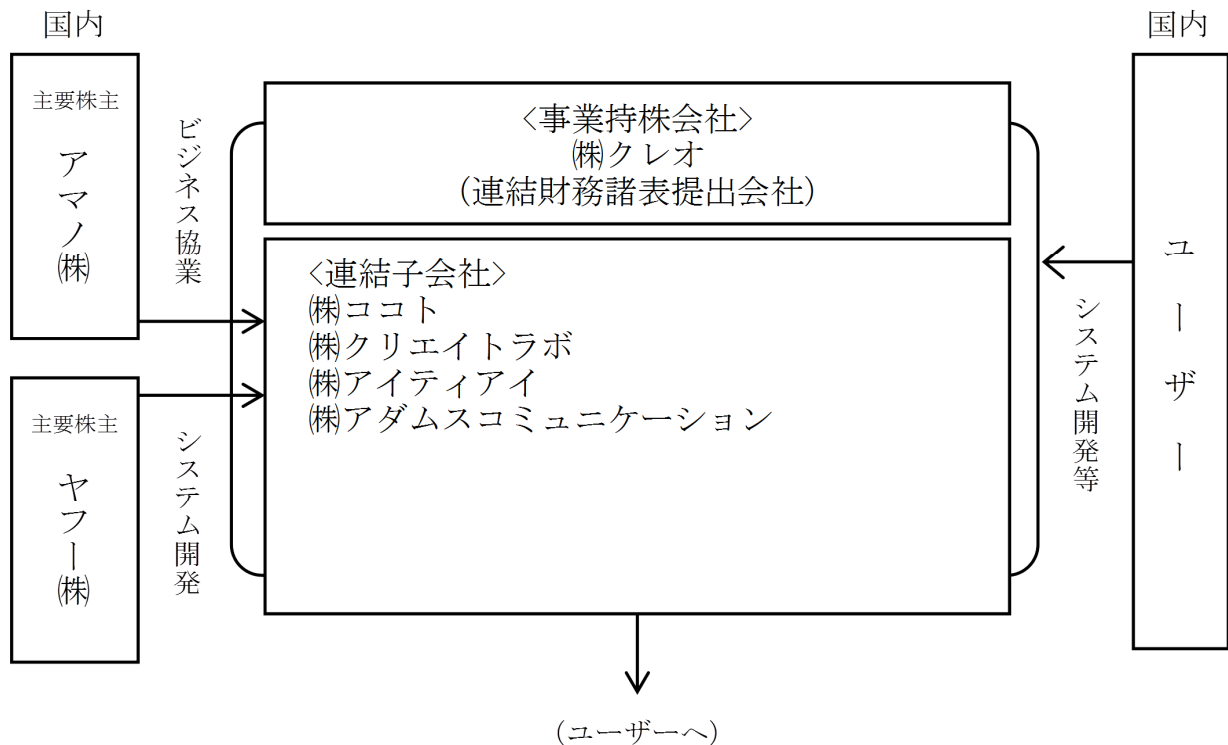 国内
主要株主
アマノ㈱
ビジネス協業
主要株主
ヤフー㈱
システム開発
<事業持株会社>
㈱クレオ
(連結財務諸表提出会社)
<連結子会社>
㈱ココト
㈱クリエイトラボ
㈱アイティアイ
㈱アダムスコミュニケーション
(ユーザーへ)
国内
ユーザー
システム開発等